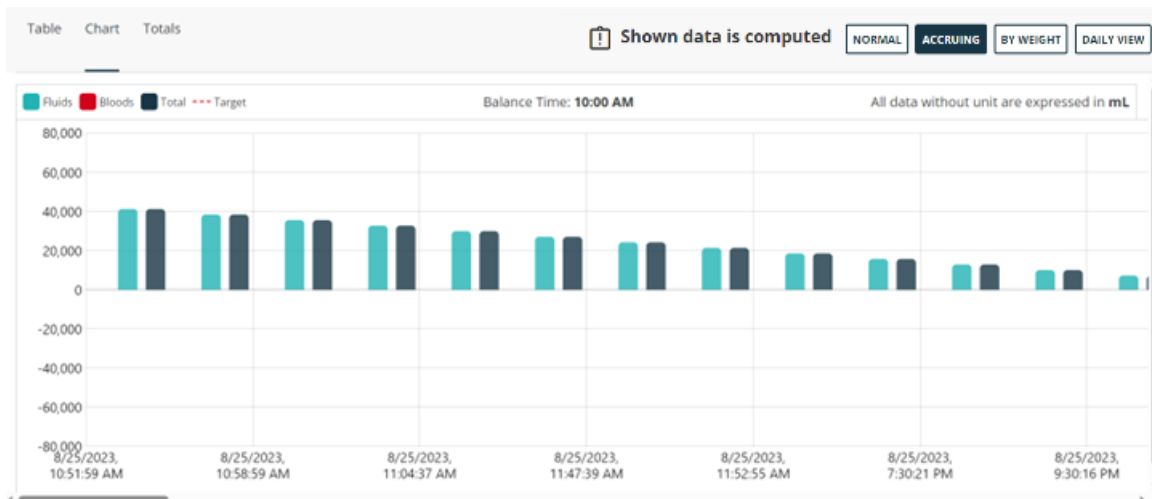 Table Chart Totals
Shown data is computed NORMAL ACCRUING BY WEIGHT DAILY VIEW
Fluids Bloods Total Target Balance Time: 10:00 AM All data without unit are expressed in mL
80,000
60,000
40,000
20,000
0
-20,000
-40,000
-60,000
-80,000
8/25/2023, 8/25/2023, 8/25/2023, 8/25/2023, 8/25/2023, 8/25/2023, 8/25/2023,
10:51:59 AM 10:58:59 AM 11:04:37 AM 11:47:39 AM 11:52:55 AM 7:30:21 PM 9:30:16 PM